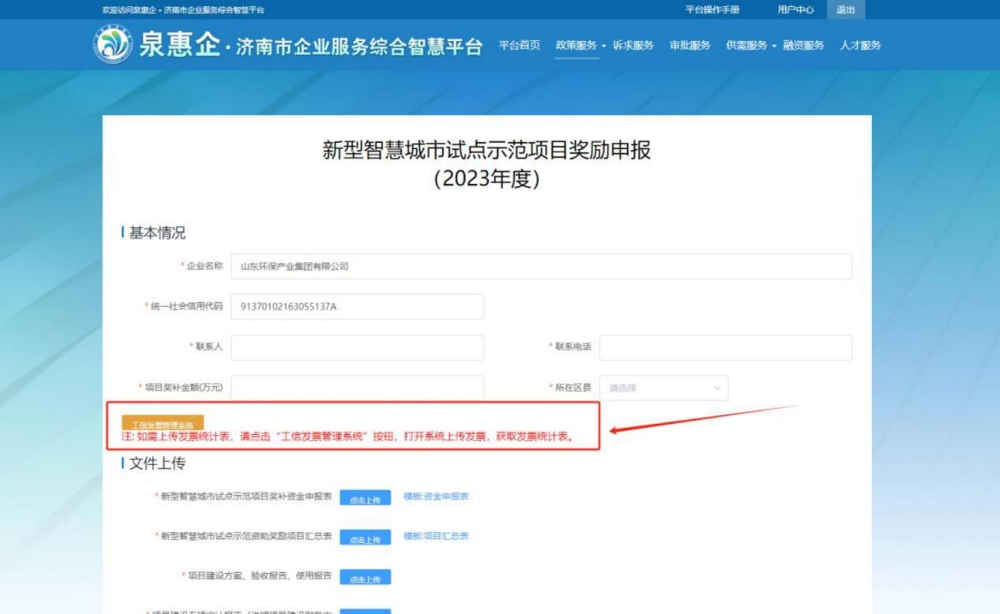 欢迎访问泉惠企·济南市企业服务综合智慧平台 平台操作手册 用户中心 退出
泉惠企·济南市企业服务综合智慧平台 平台首页 政策服务 诉求服务 审批服务 供需服务 融资服务 人才服务
新型智慧城市试点示范项目奖励申报
（2023年度）
基本情况
*企业名称 山东环保产业集团有限公司
*统一社会信用代码 91370102163055137A
*联系人 *联系电话
*项目奖补金额(万元) *所在区县 请选择
工信发票管理系统
注: 如需上传发票统计表，请点击“工信发票管理系统”按钮，打开系统上传发票，获取发票统计表。
文件上传
*新型智慧城市试点示范项目奖补资金申报表 点击上传 模板:资金申报表
*新型智慧城市试点示范资助奖励项目汇总表 点击上传 模板:项目汇总表
*项目建设方案、验收报告、使用报告 点击上传